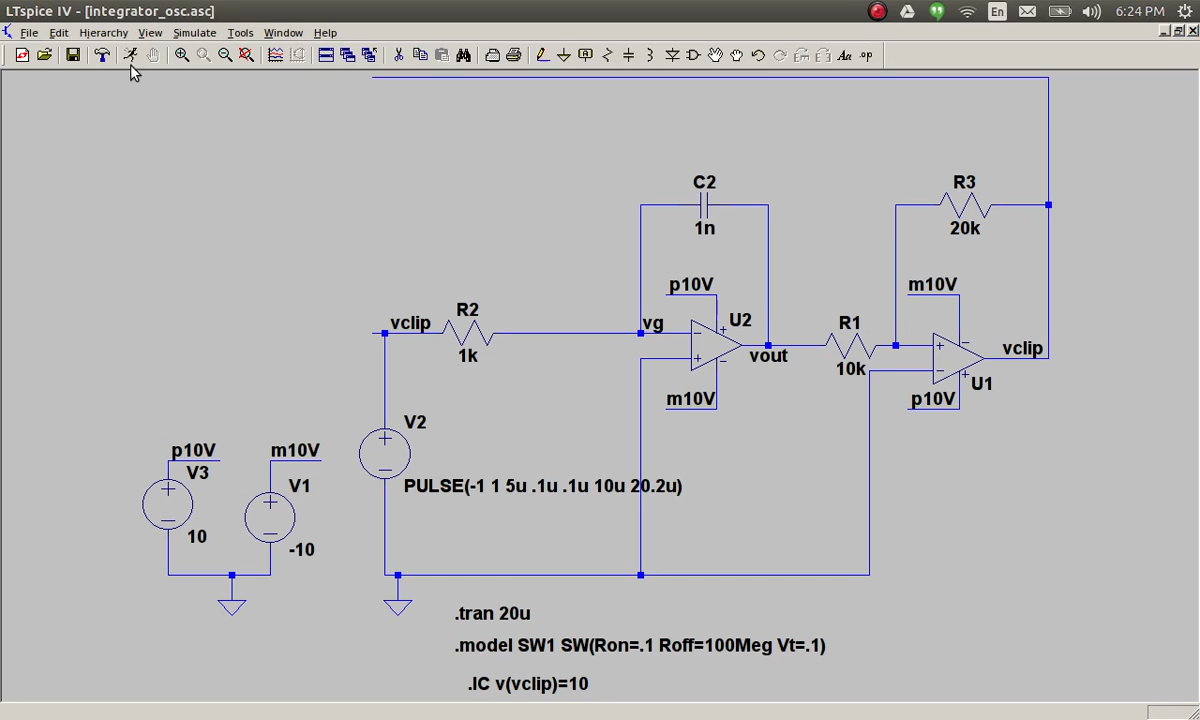 LTspice IV - [integrator_osc.asc]
En
6:24 PM
File Edit Hierarchy View Simulate Tools Window Help
Aa .op
C2
1n
R3
20k
p10V
m10V
vclip
R2
1k
vg
U2
vout
R1
10k
vclip
U1
m10V
p10V
V2
PULSE(-1 1 5u .1u .1u 10u 20.2u)
p10V
V3
10
m10V
V1
-10
.tran 20u
.model SW1 SW(Ron=.1 Roff=100Meg Vt=.1)
.IC v(vclip)=10